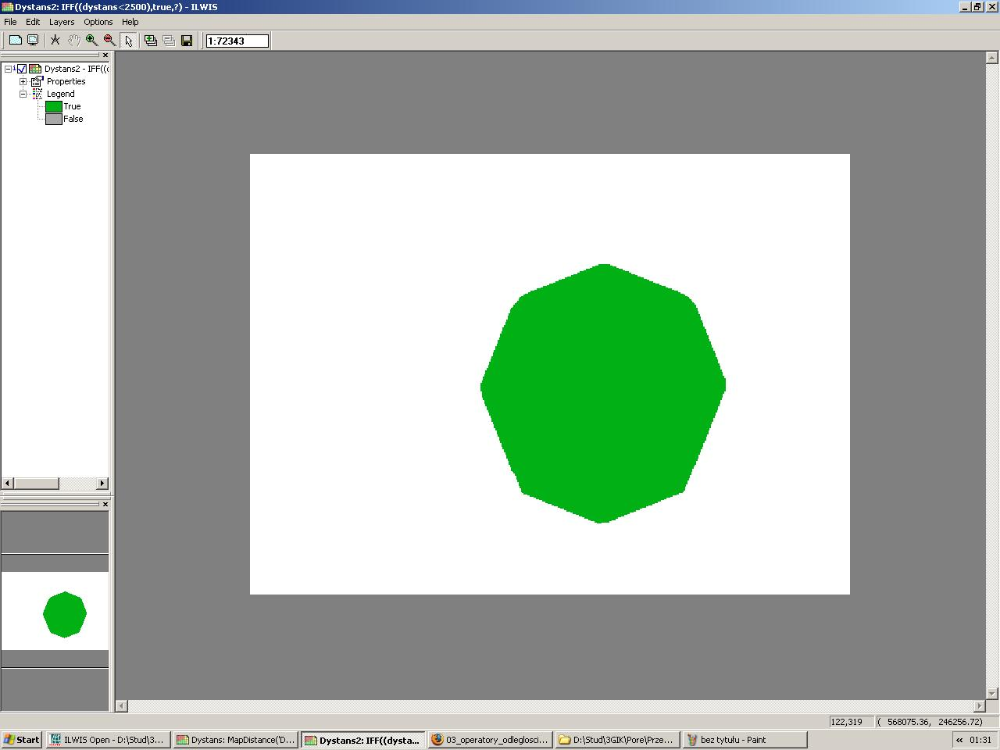 Dystans2: IFF((dystans<2500),true,?) - ILWIS
File Edit Layers Options Help
1:72343
Dystans2 - IFF((d
Properties
Legend
True
False
122,319 ( 568075.36, 246256.72)
Start ILWIS Open - D:\Stud\3... Dystans: MapDistance('D... Dystans2: IFF((dysta... 03_operatory_odleglosci... D:\Stud\3GIK\Pore\Prze... bez tytułu - Paint « 01:31